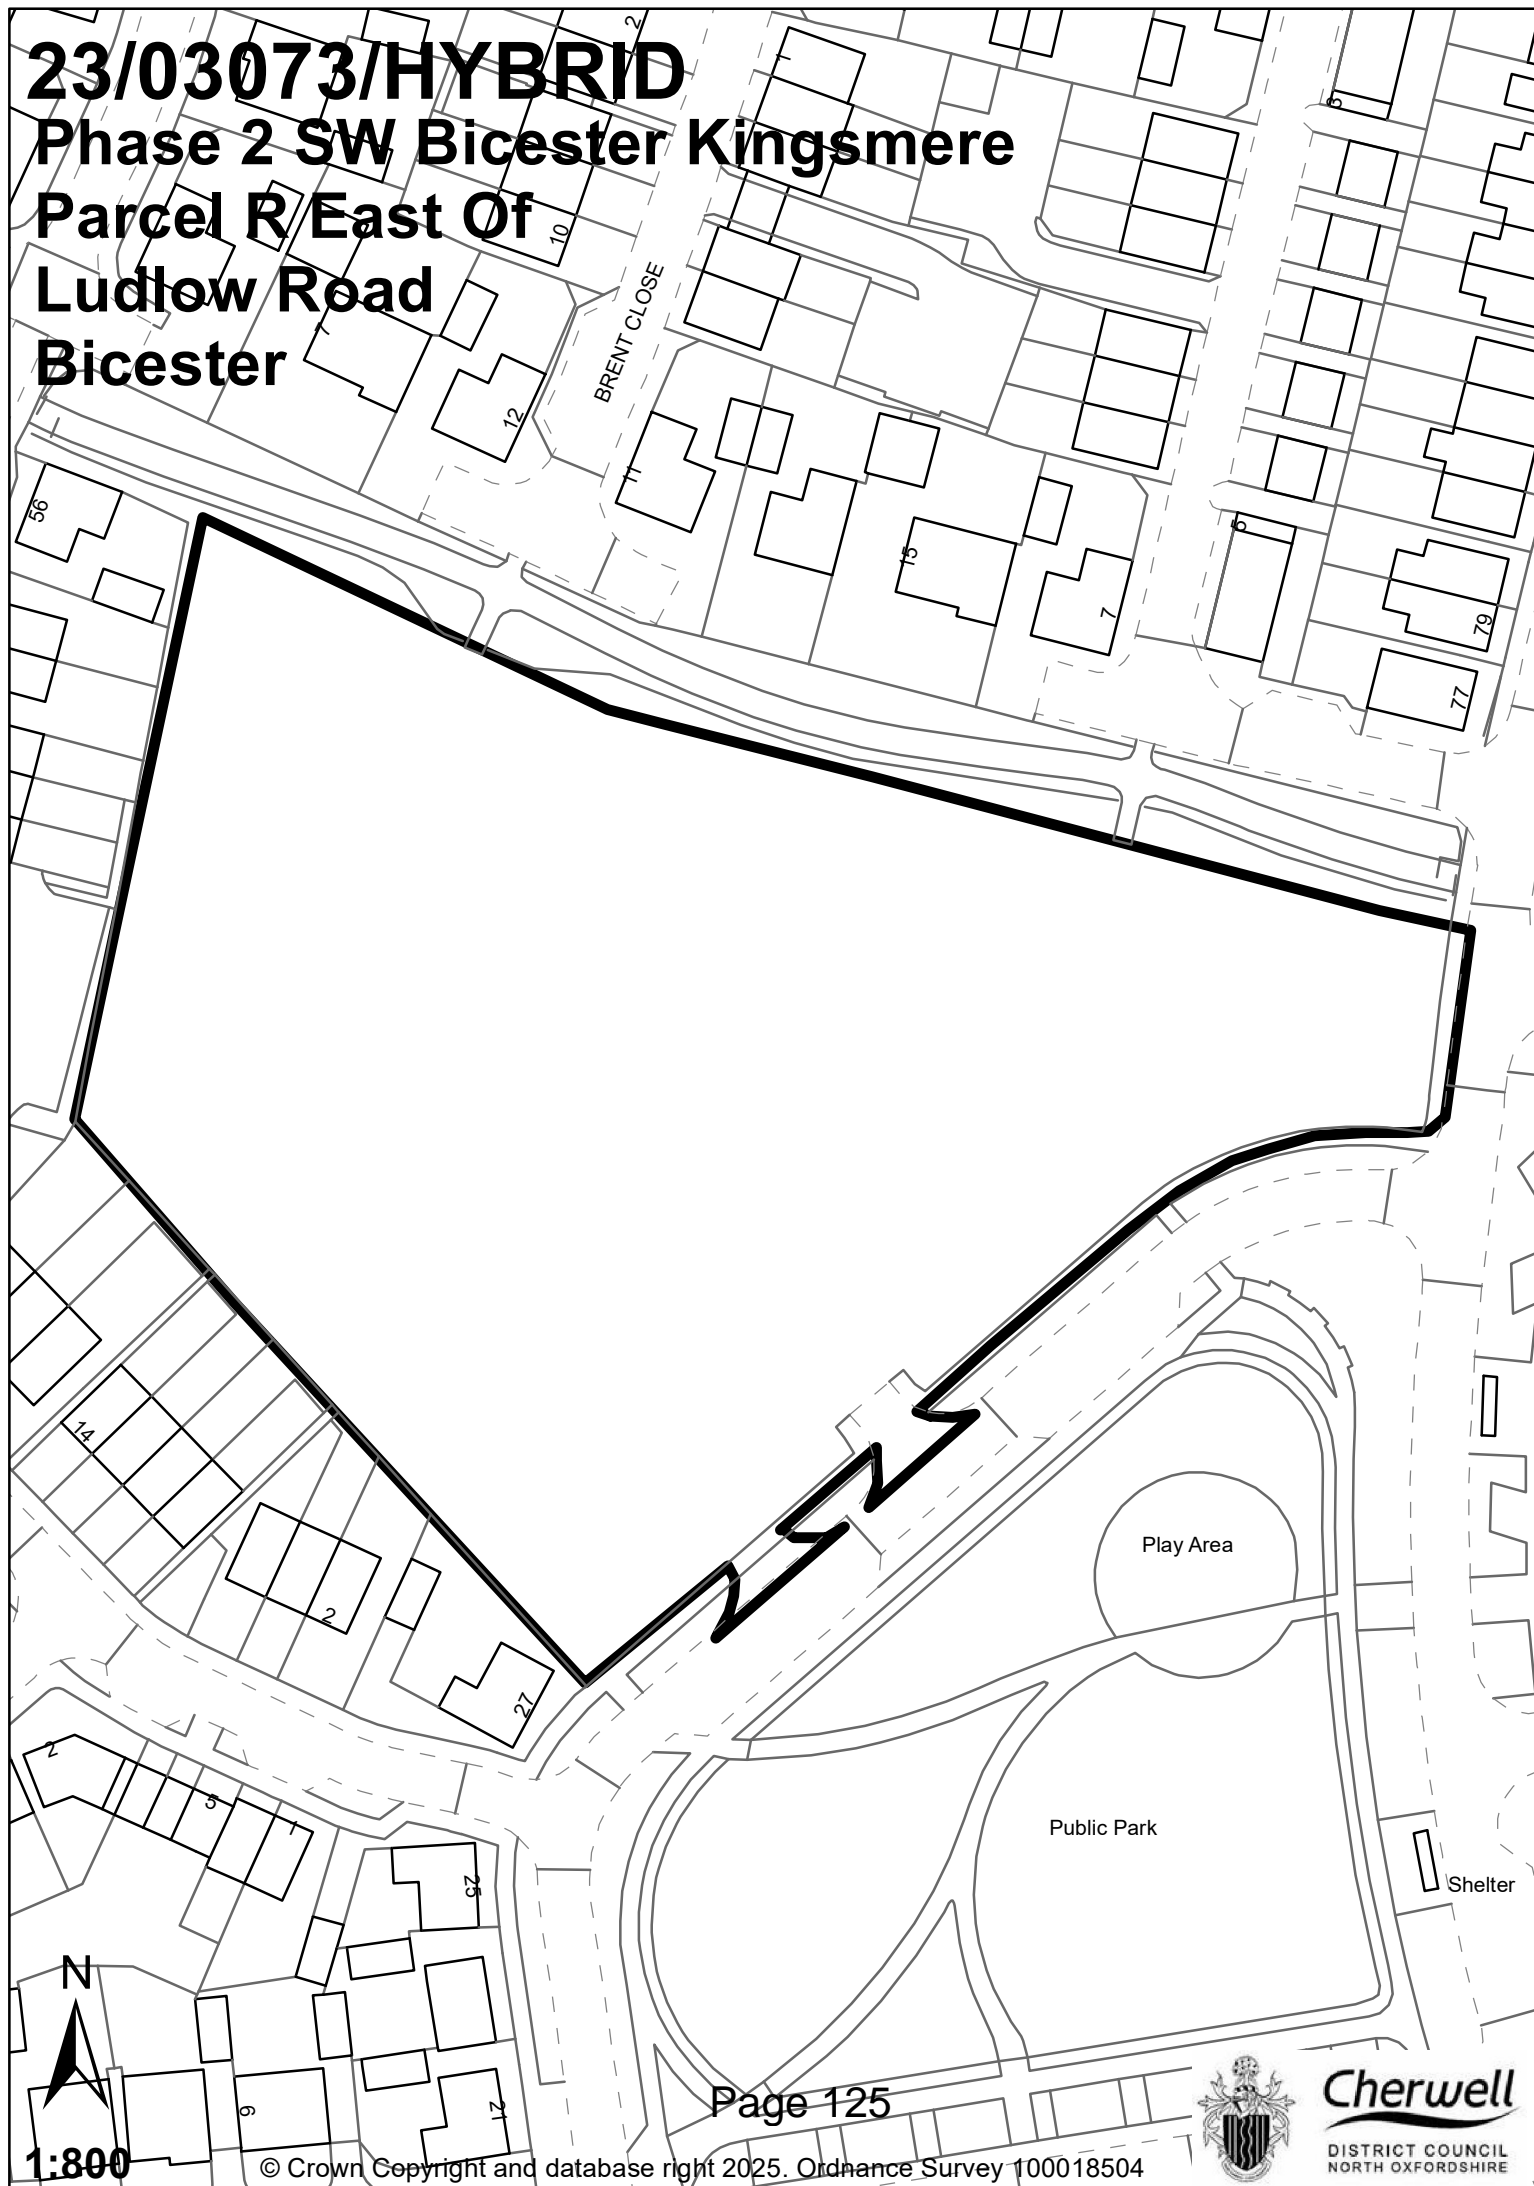 23/03073/HYBRID
Phase 2 SW Bicester Kingsmere
Parcel R East Of
Ludlow Road
Bicester
2
1
3
10
BRENT CLOSE
7
12
11
56
15
5
7
79
77
14
2
27
Play Area
2
5
1
Public Park
25
Shelter
N
9
21
Page 125
1:800
© Crown Copyright and database right 2025. Ordnance Survey 100018504
Cherwell
DISTRICT COUNCIL
NORTH OXFORDSHIRE